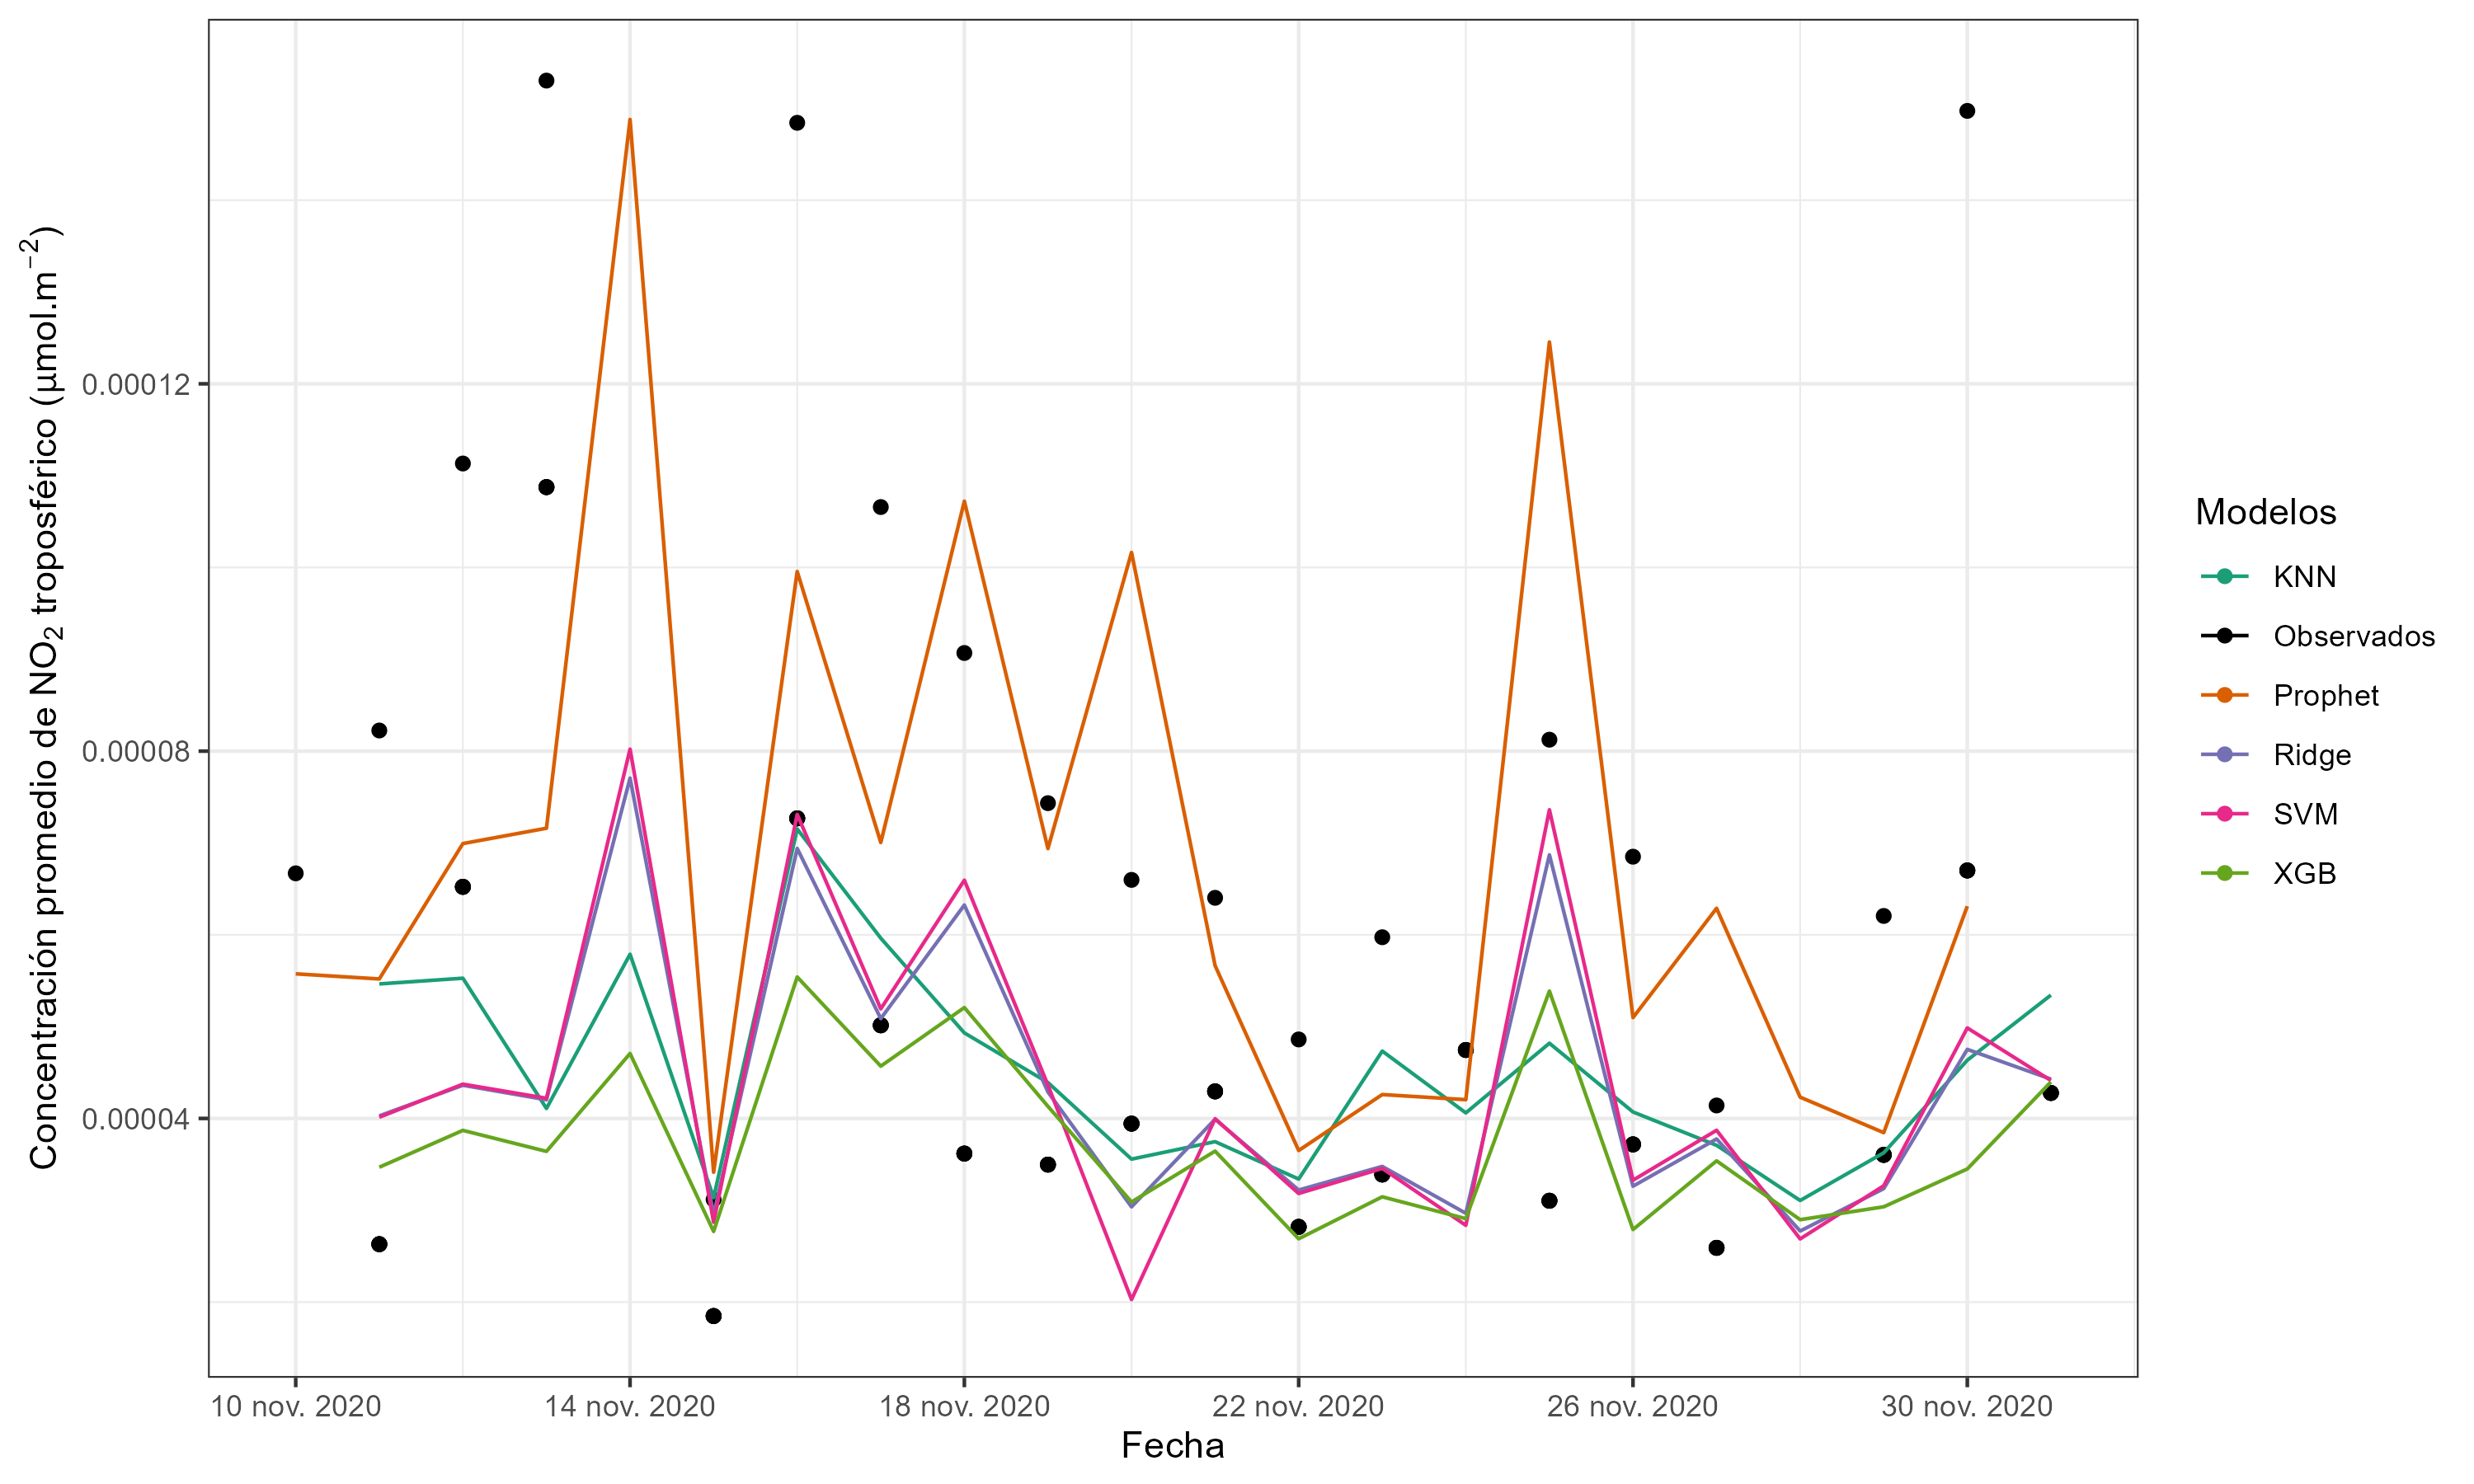 Concentración promedio de NO₂ troposférico (µmol.m⁻²)
0.00012
0.00008
0.00004
10 nov. 2020
14 nov. 2020
18 nov. 2020
22 nov. 2020
26 nov. 2020
30 nov. 2020
Fecha
Modelos
KNN
Observados
Prophet
Ridge
SVM
XGB